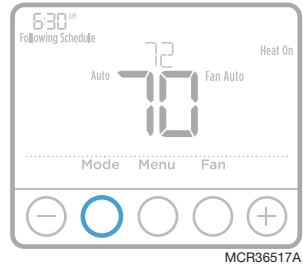 6:30 AM
Following Schedule
72
Heat On
Auto
70
Fan Auto
Mode Menu Fan
MCR36517A